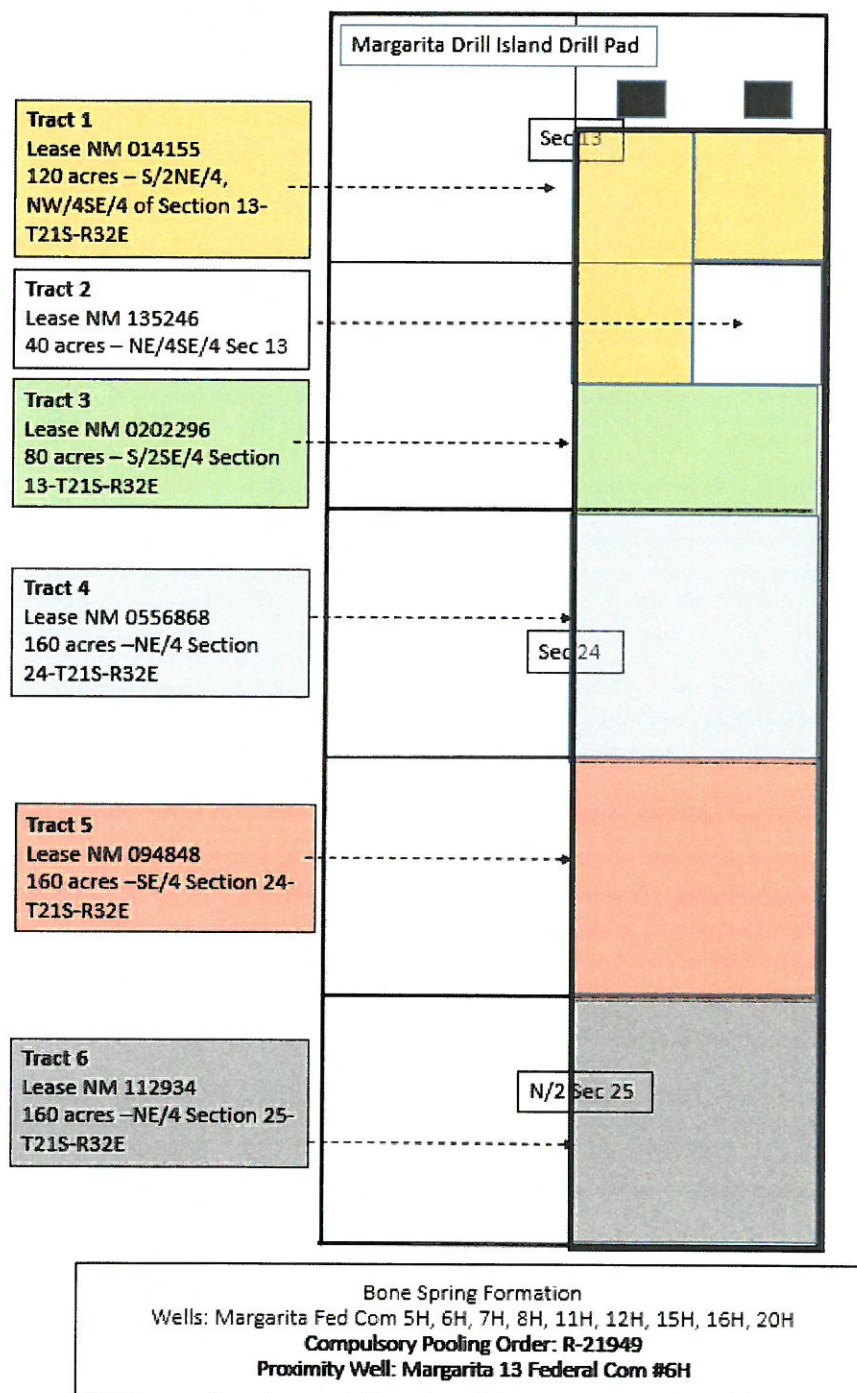 Margarita Drill Island Drill Pad
Tract 1
Lease NM 014155
120 acres – S/2NE/4,
NW/4SE/4 of Section 13-
T21S-R32E
Sec 13
Tract 2
Lease NM 135246
40 acres – NE/4SE/4 Sec 13
Tract 3
Lease NM 0202296
80 acres – S/2SE/4 Section
13-T21S-R32E
Tract 4
Lease NM 0556868
160 acres –NE/4 Section
24-T21S-R32E
Sec 24
Tract 5
Lease NM 094848
160 acres –SE/4 Section 24-
T21S-R32E
Tract 6
Lease NM 112934
160 acres –NE/4 Section 25-
T21S-R32E
N/2 Sec 25
Bone Spring Formation
Wells: Margarita Fed Com 5H, 6H, 7H, 8H, 11H, 12H, 15H, 16H, 20H
Compulsory Pooling Order: R-21949
Proximity Well: Margarita 13 Federal Com #6H